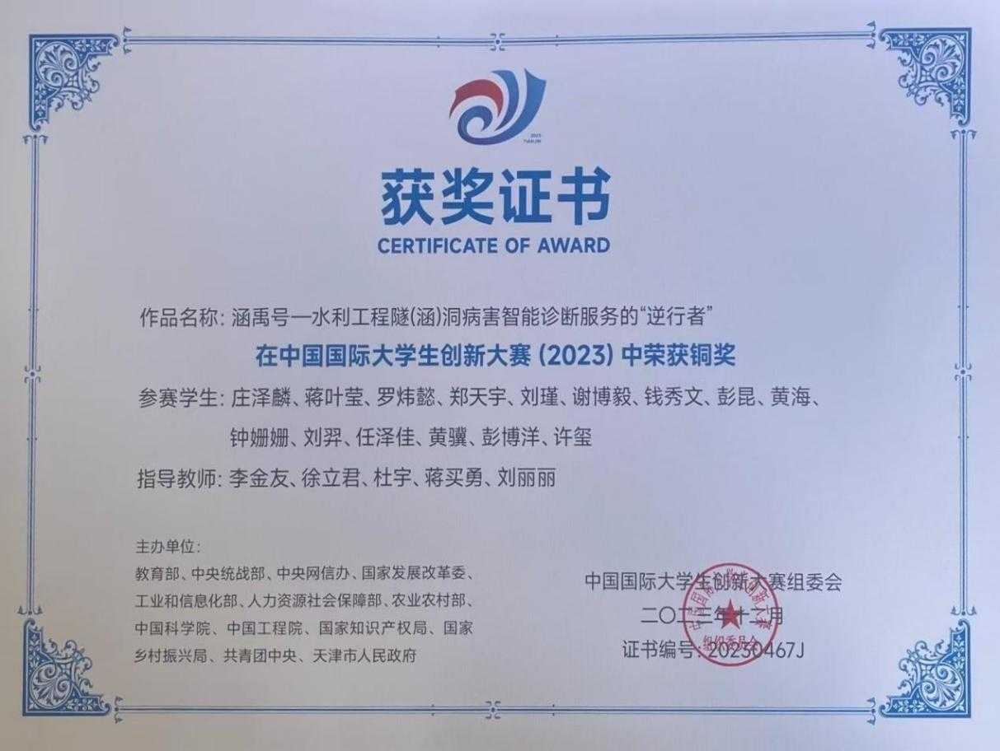 2023
TIANJIN
获奖证书
CERTIFICATE OF AWARD
作品名称: 涵禹号—水利工程隧(涵)洞病害智能诊断服务的“逆行者”
在中国国际大学生创新大赛 (2023) 中荣获铜奖
参赛学生: 庄泽麟、蒋叶莹、罗炜懿、郑天宇、刘瑾、谢博毅、钱秀文、彭昆、黄海、
钟姗姗、刘羿、任泽佳、黄骥、彭博洋、许玺
指导教师: 李金友、徐立君、杜宇、蒋买勇、刘丽丽
主办单位:
教育部、中央统战部、中央网信办、国家发展改革委、
工业和信息化部、人力资源社会保障部、农业农村部、
中国科学院、中国工程院、国家知识产权局、国家
乡村振兴局、共青团中央、天津市人民政府
中国国际大学生创新大赛组委会
二〇二三年十二月
证书编号: 20230467J
组织委员会